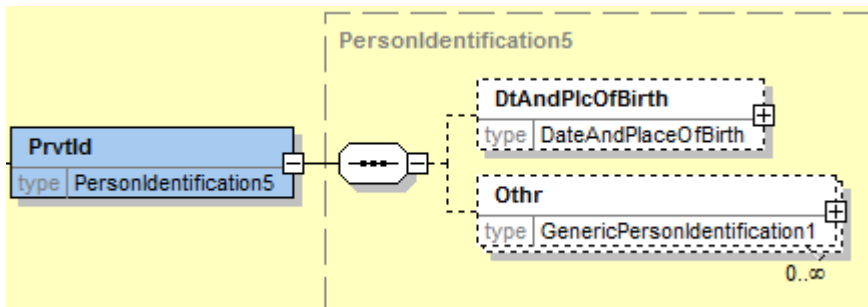 PersonIdentification5
DtAndPlcOfBirth
type DateAndPlaceOfBirth
PrvtId
type PersonIdentification5
Othr
type GenericPersonIdentification1
0..∞